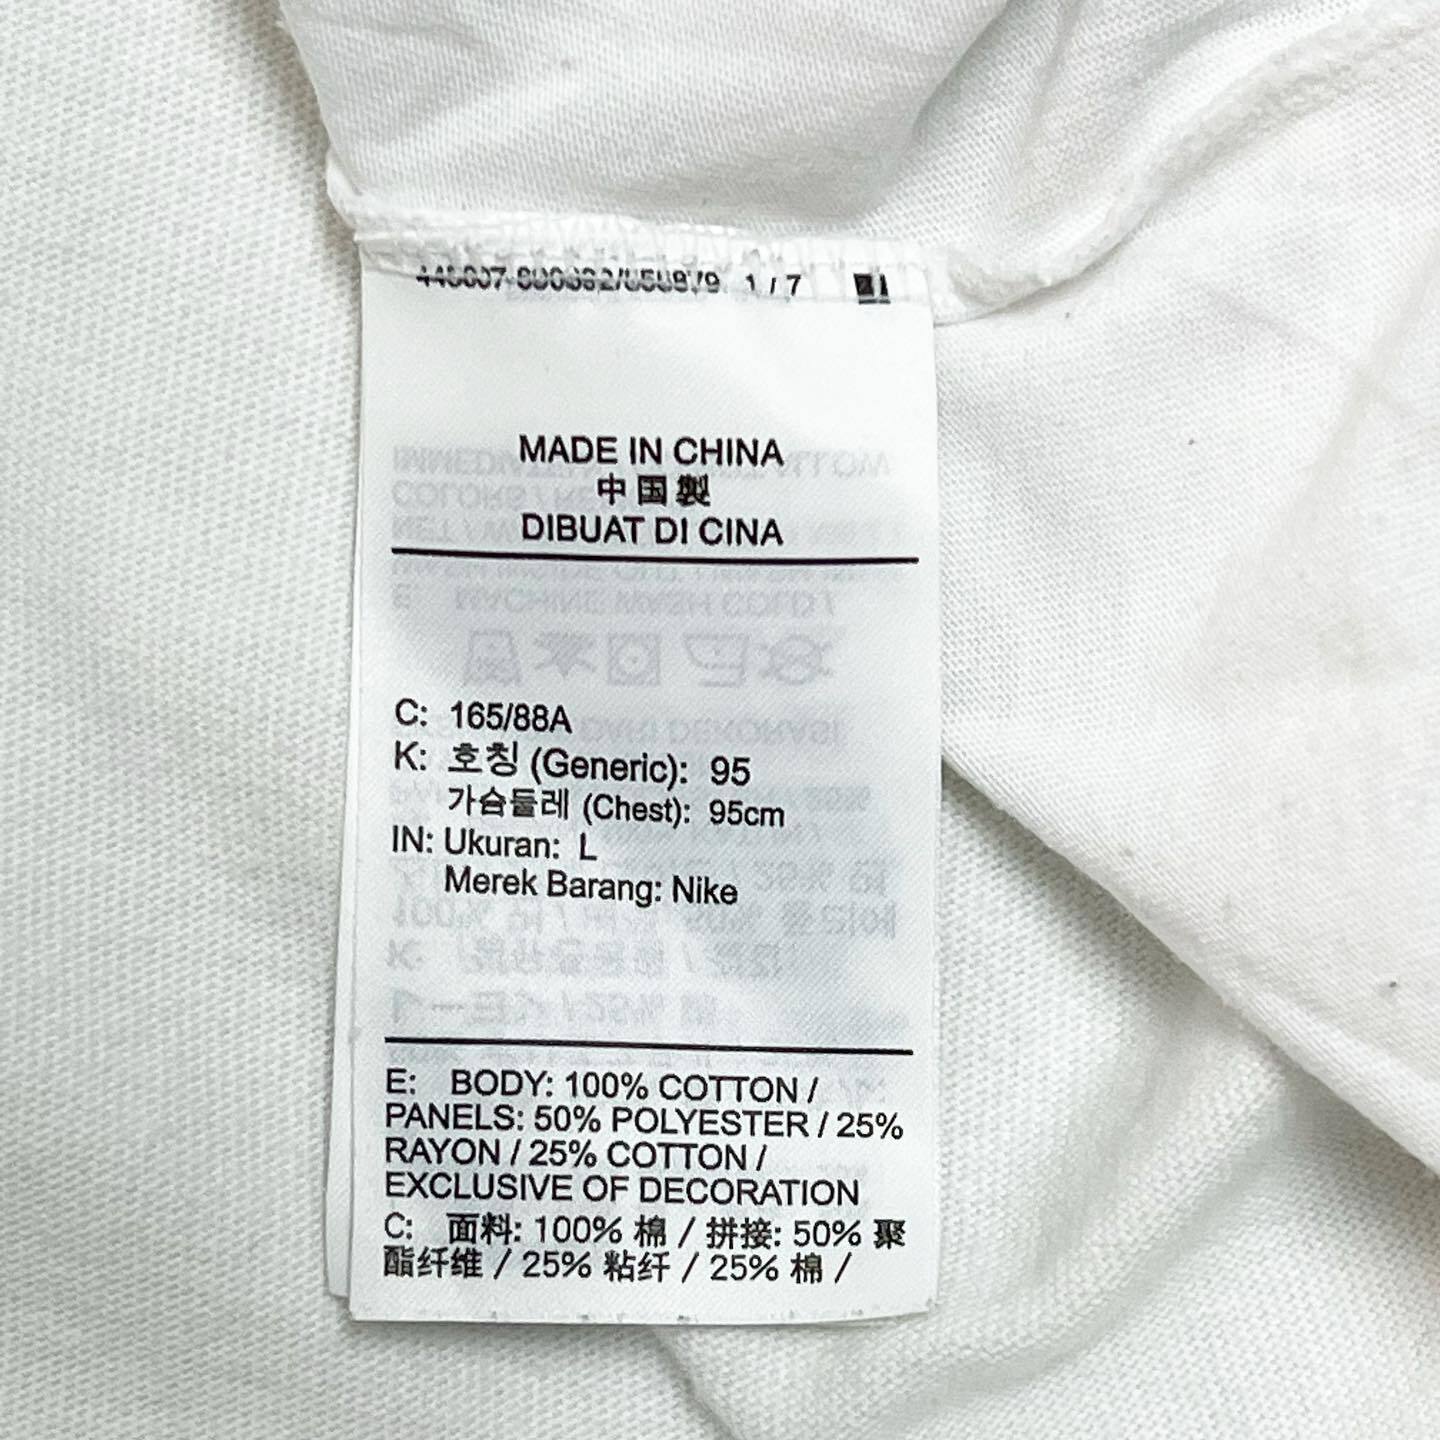 1 / 7
MADE IN CHINA
中国製
DIBUAT DI CINA
C: 165/88A
K: 호칭 (Generic): 95
가슴둘레 (Chest): 95cm
IN: Ukuran: L
Merek Barang: Nike
E: BODY: 100% COTTON /
PANELS: 50% POLYESTER / 25%
RAYON / 25% COTTON /
EXCLUSIVE OF DECORATION
C: 面料: 100% 棉 / 拼接: 50% 聚
酯纤维 / 25% 粘纤 / 25% 棉 /